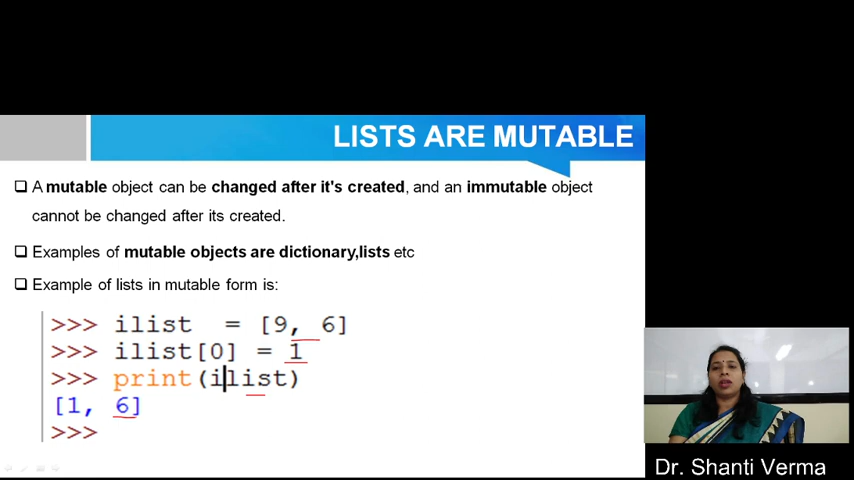 LISTS ARE MUTABLE
A mutable object can be changed after it's created, and an immutable object
cannot be changed after its created.
Examples of mutable objects are dictionary,lists etc
Example of lists in mutable form is:
>>> ilist = [9, 6]
>>> ilist[0] = 1
>>> print(ilist)
[1, 6]
>>>
Dr. Shanti Verma